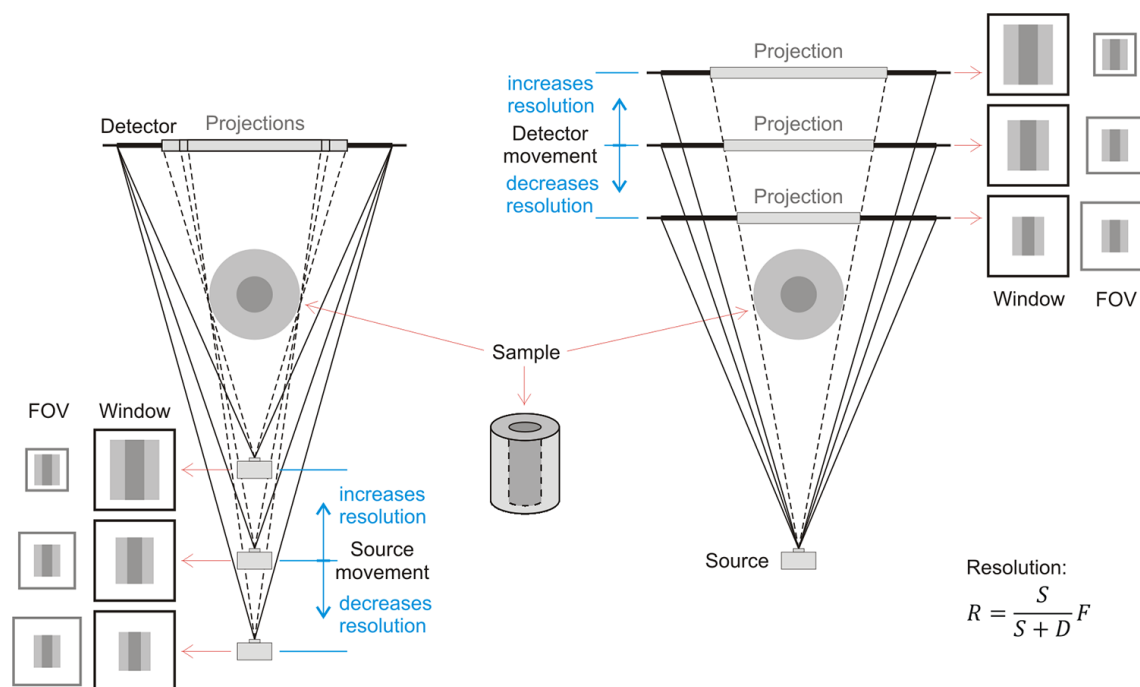 Detector
Projections
FOV
Window
increases
resolution
Source
movement
decreases
resolution
Sample
Projection
increases
resolution
Projection
Detector
movement
decreases
resolution
Projection
Window
FOV
Source
Resolution:
R = S / (S + D) F